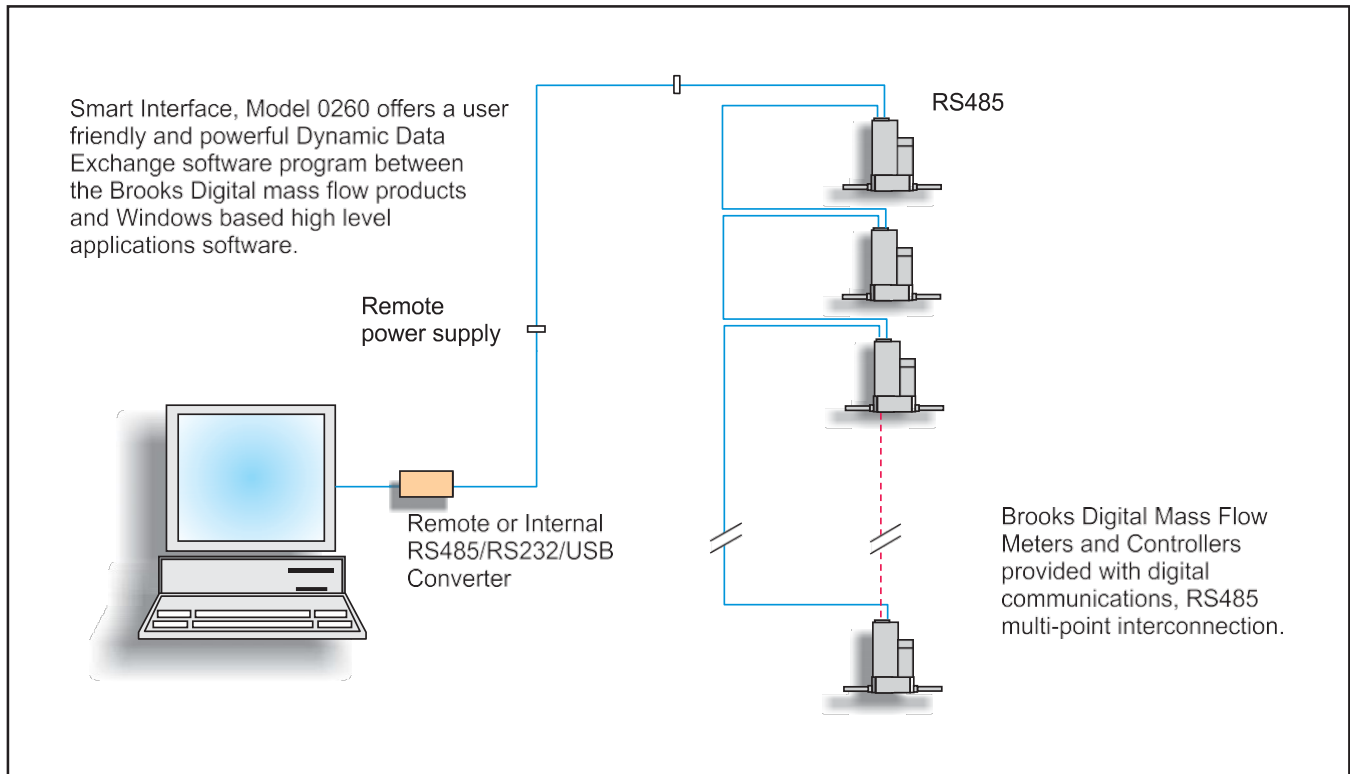 Smart Interface, Model 0260 offers a user
friendly and powerful Dynamic Data
Exchange software program between
the Brooks Digital mass flow products
and Windows based high level
applications software.
RS485
Remote
power supply
Remote or Internal
RS485/RS232/USB
Converter
Brooks Digital Mass Flow
Meters and Controllers
provided with digital
communications, RS485
multi-point interconnection.